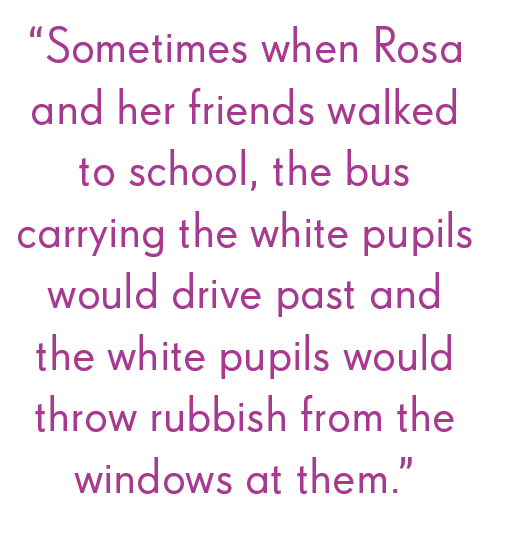 “Sometimes when Rosa
and her friends walked
to school, the bus
carrying the white pupils
would drive past and
the white pupils would
throw rubbish from the
windows at them.”